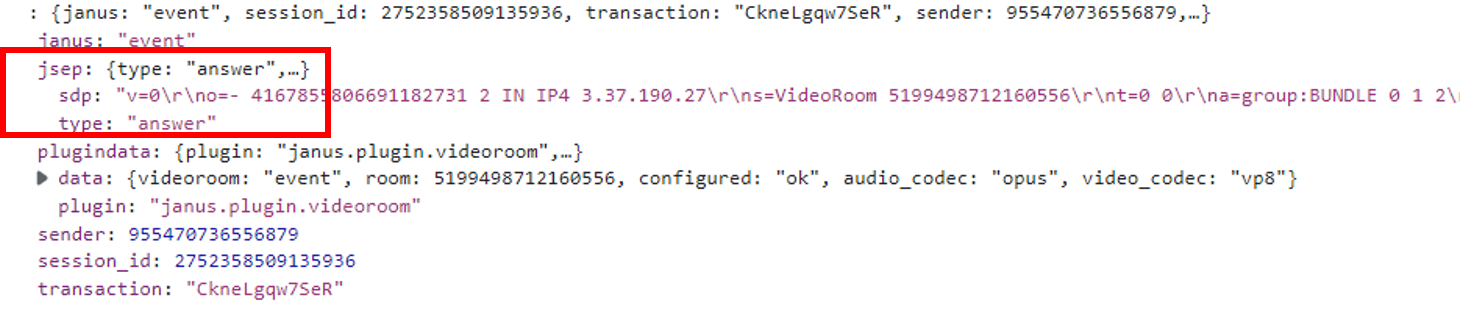 : {janus: "event", session_id: 2752358509135936, transaction: "CkneLgqw7SeR", sender: 955470736556879,…}
janus: "event"
jsep: {type: "answer",…}
sdp: "v=0\r\no=- 4167855806691182731 2 IN IP4 3.37.190.27\r\ns=VideoRoom 5199498712160556\r\nt=0 0\r\na=group:BUNDLE 0 1 2\
type: "answer"
plugindata: {plugin: "janus.plugin.videoroom",…}
data: {videoroom: "event", room: 5199498712160556, configured: "ok", audio_codec: "opus", video_codec: "vp8"}
plugin: "janus.plugin.videoroom"
sender: 955470736556879
session_id: 2752358509135936
transaction: "CkneLgqw7SeR"